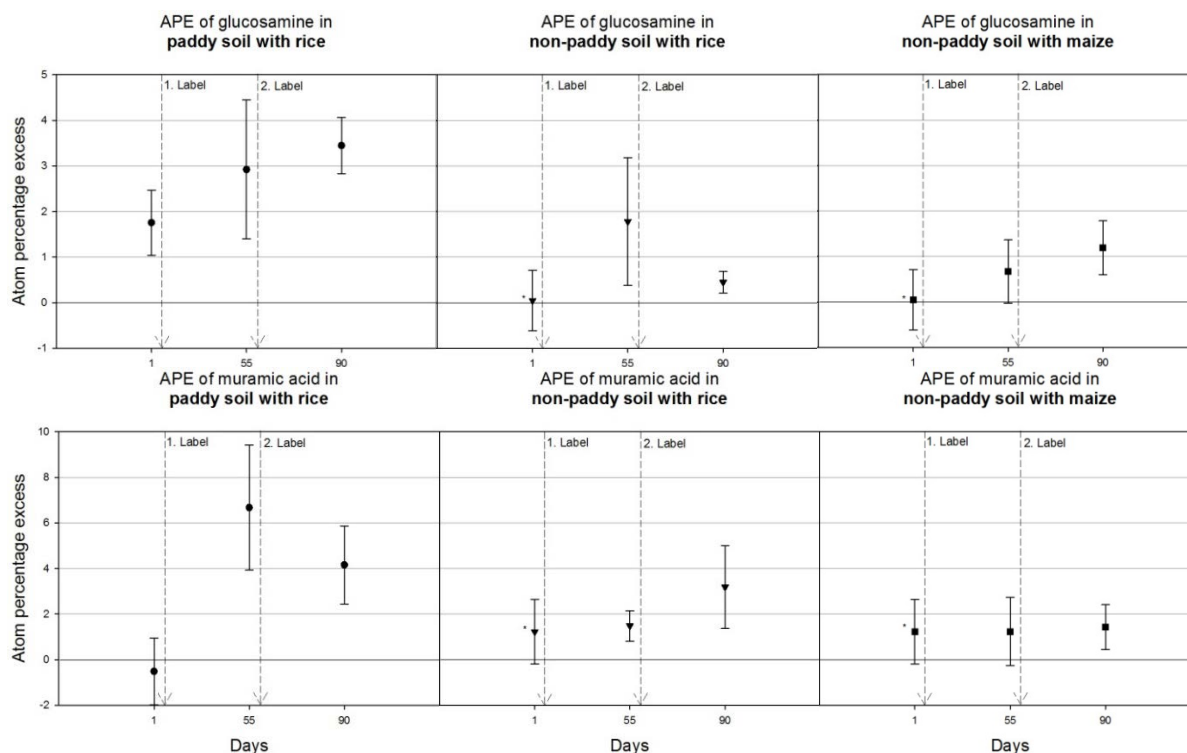 APE of glucosamine in
paddy soil with rice
APE of glucosamine in
non-paddy soil with rice
APE of glucosamine in
non-paddy soil with maize
Atom percentage excess
5
4
3
2
1
0
-1
1. Label
2. Label
1. Label
2. Label
1. Label
2. Label
*
*
1
55
90
1
55
90
1
55
90
APE of muramic acid in
paddy soil with rice
APE of muramic acid in
non-paddy soil with rice
APE of muramic acid in
non-paddy soil with maize
Atom percentage excess
10
8
6
4
2
0
-2
1. Label
2. Label
1. Label
2. Label
1. Label
2. Label
*
*
1
55
90
1
55
90
1
55
90
Days
Days
Days